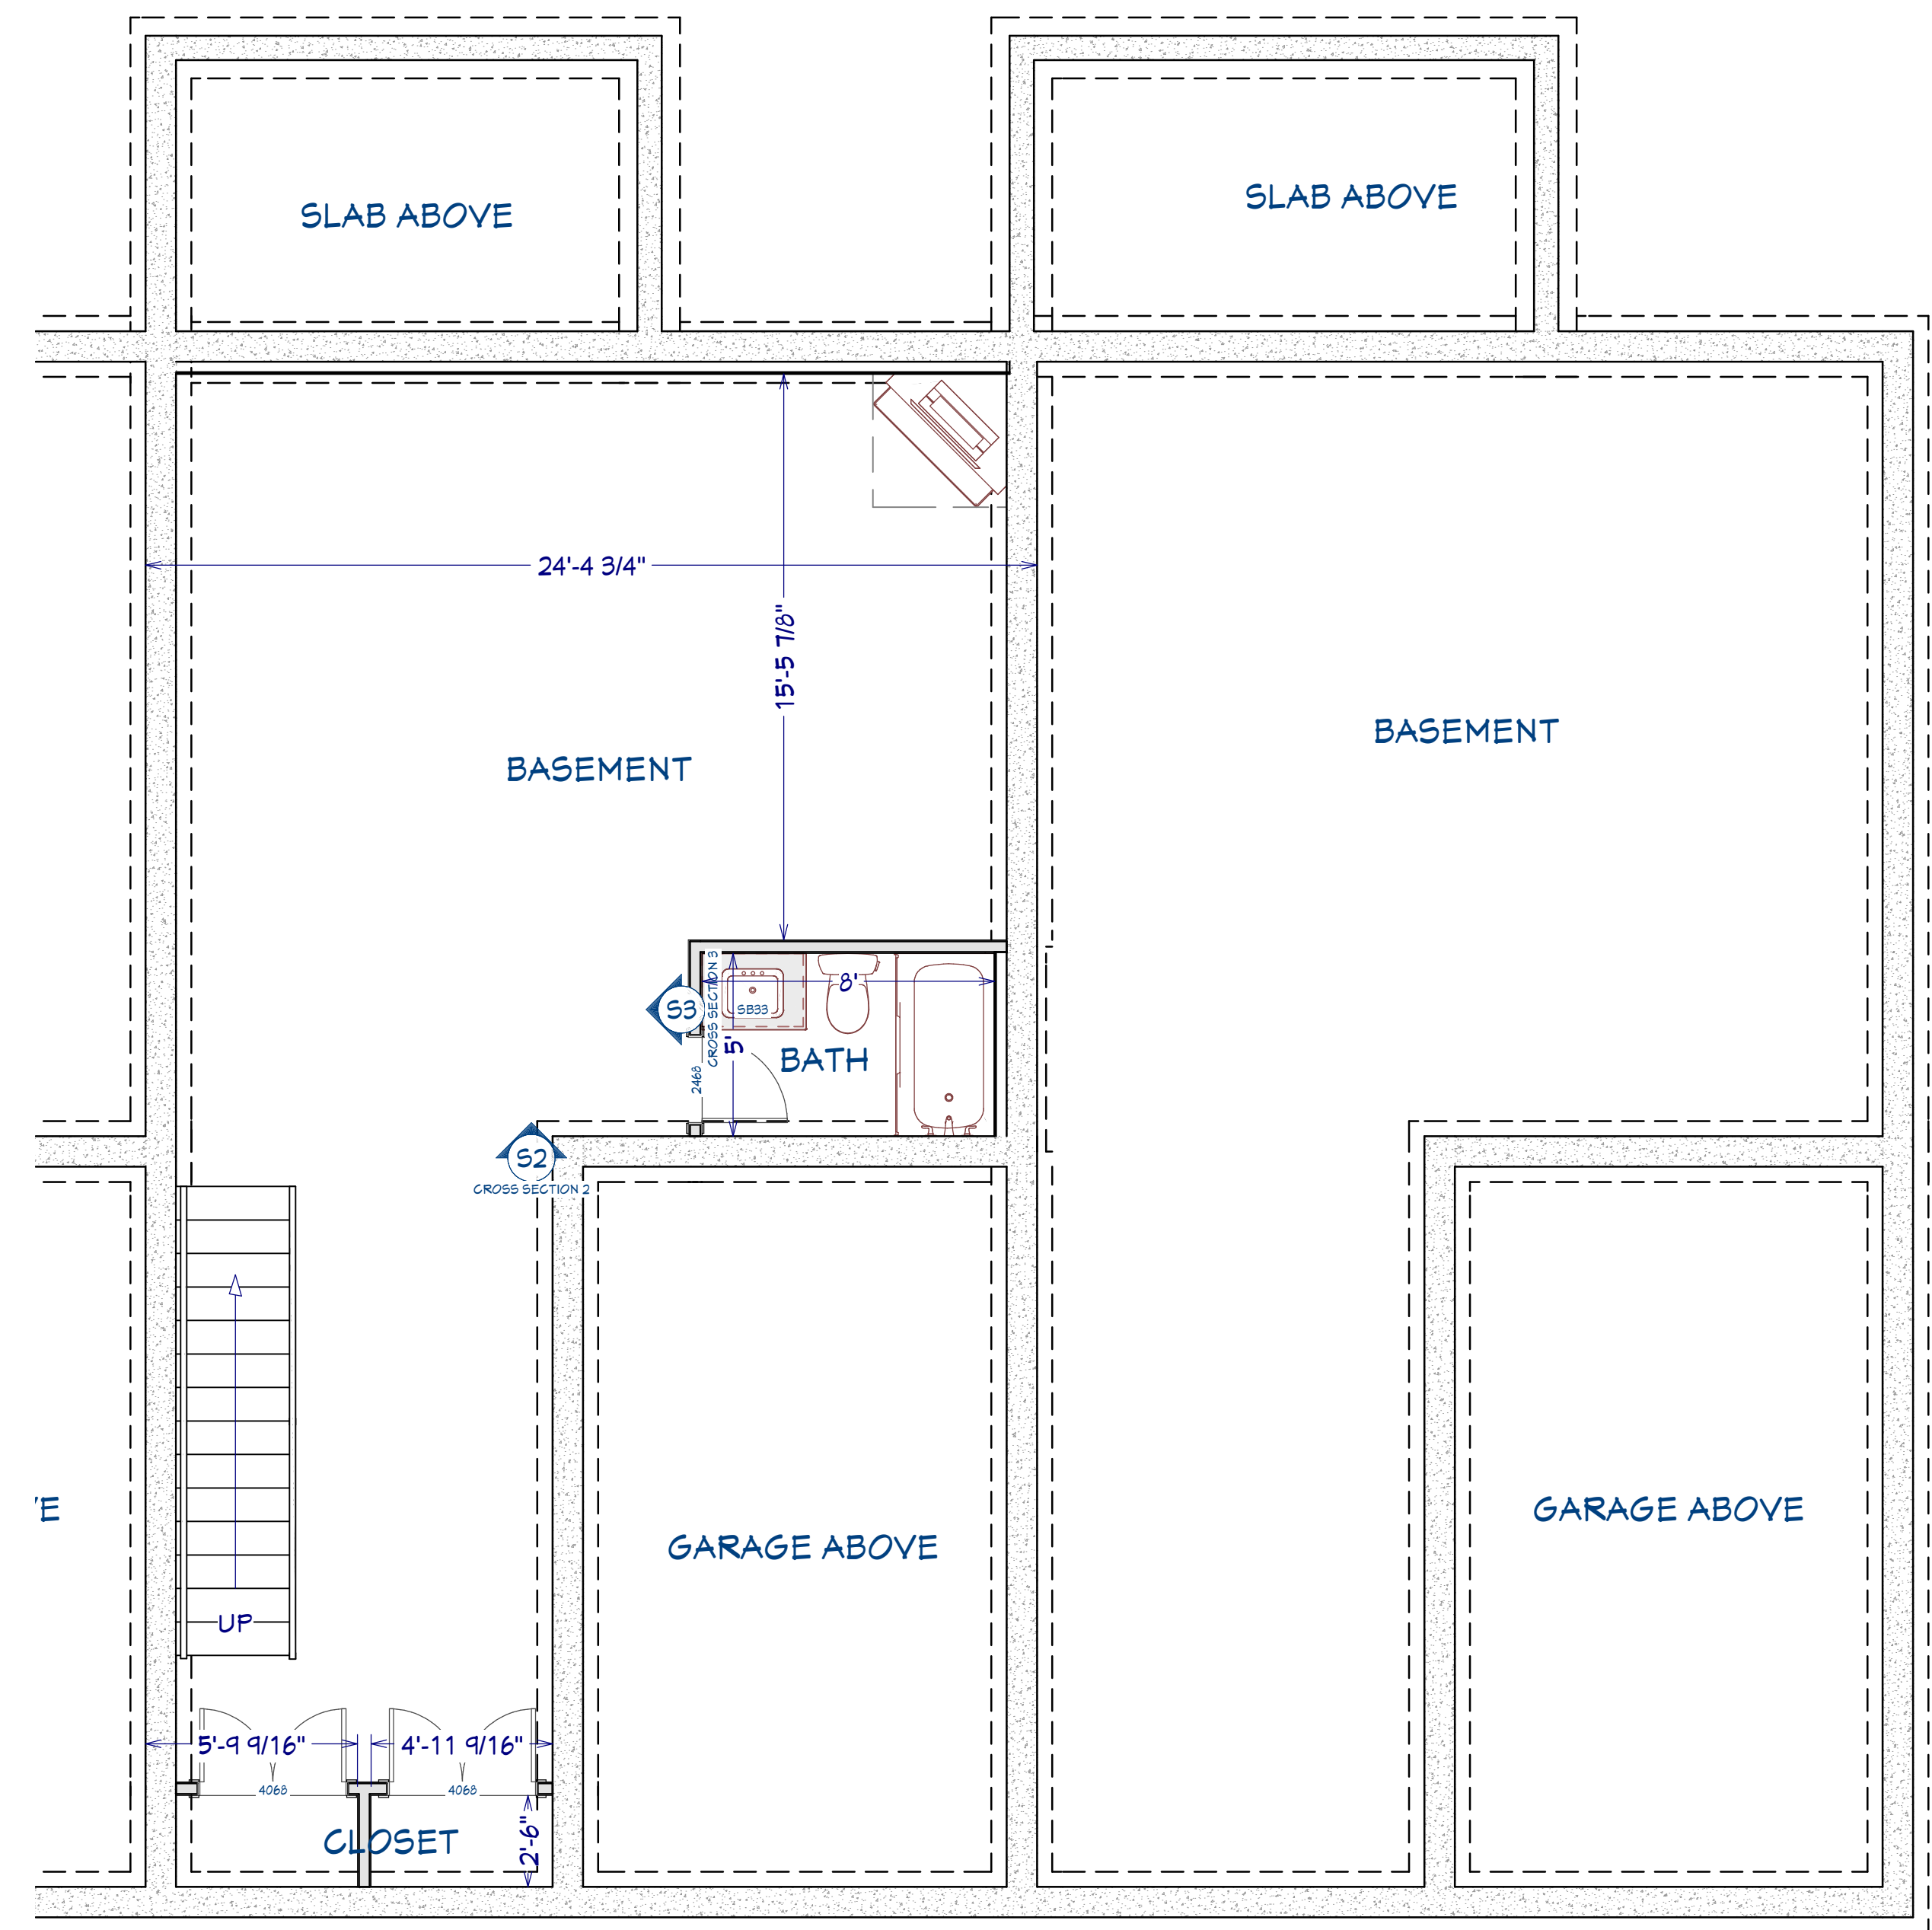 SLAB ABOVE
SLAB ABOVE
24'-4 3/4"
15'-5 7/8"
BASEMENT
BASEMENT
S3
CROSS SECTION 3
8'
SB33
5'
BATH
2468
S2
CROSS SECTION 2
GARAGE ABOVE
GARAGE ABOVE
UP
5'-9 9/16"
4'-11 9/16"
4068
4068
CLOSET
2'-6"